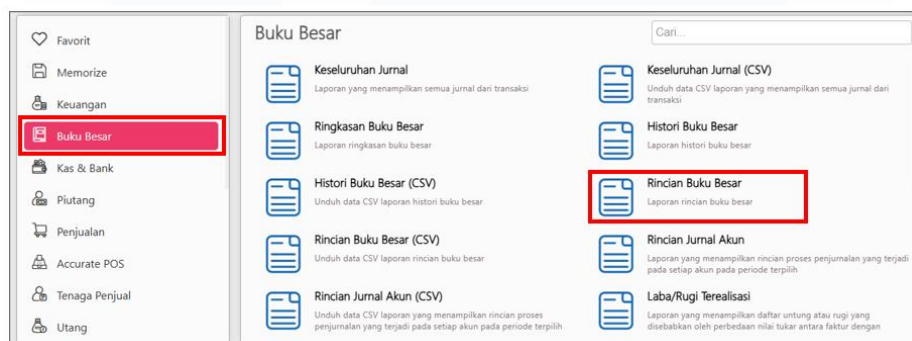 Favorit
Memorize
Keuangan
Buku Besar
Kas & Bank
Piutang
Penjualan
Accurate POS
Tenaga Penjual
Utang
Buku Besar
Cari...
Keseluruhan Jurnal
Laporan yang menampilkan semua jurnal dari transaksi
Keseluruhan Jurnal (CSV)
Unduh data CSV laporan yang menampilkan semua jurnal dari
transaksi
Ringkasan Buku Besar
Laporan ringkasan buku besar
Histori Buku Besar
Laporan histori buku besar
Histori Buku Besar (CSV)
Unduh data CSV laporan histori buku besar
Rincian Buku Besar
Laporan rincian buku besar
Rincian Buku Besar (CSV)
Unduh data CSV laporan rincian buku besar
Rincian Jurnal Akun
Laporan yang menampilkan rincian proses penjurnalan yang terjadi
pada setiap akun pada periode terpilih
Rincian Jurnal Akun (CSV)
Unduh data CSV laporan yang menampilkan rincian proses
penjurnalan yang terjadi pada setiap akun pada periode terpilih
Laba/Rugi Terealisasi
Laporan yang menampilkan daftar untung atau rugi yang
disebabkan oleh perbedaan nilai tukar antara faktur dengan